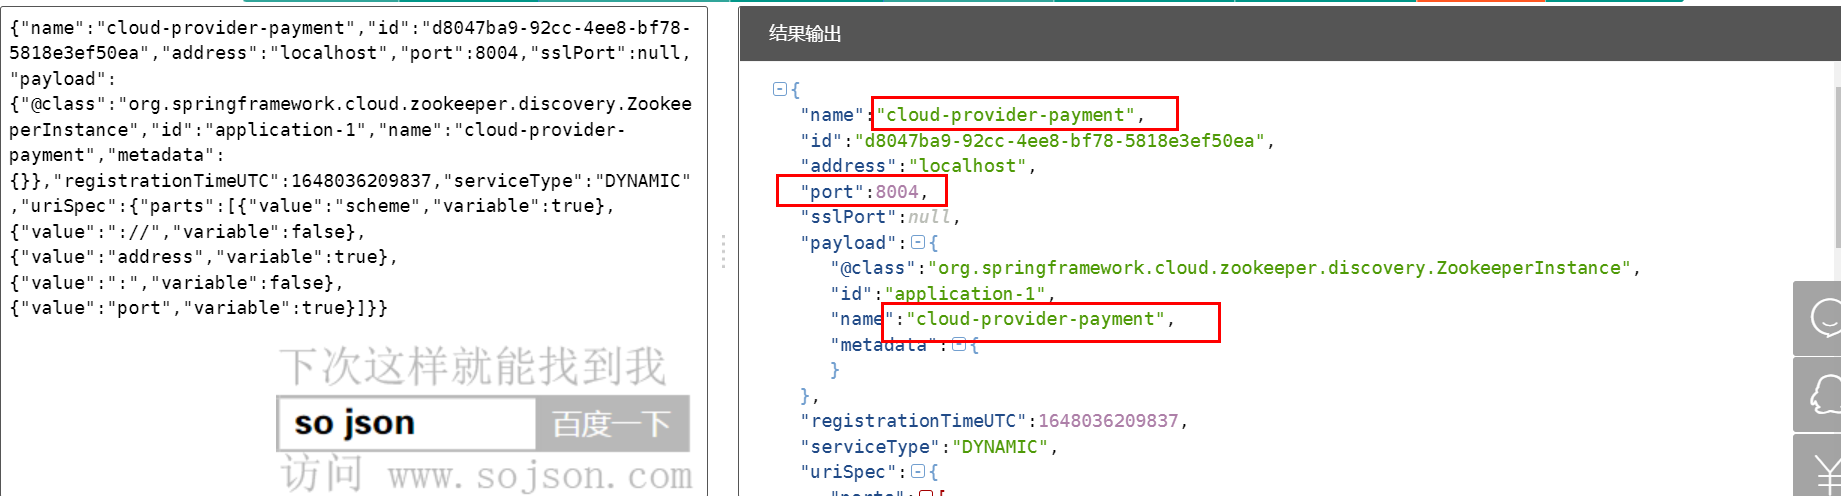 {"name":"cloud-provider-payment","id":"d8047ba9-92cc-4ee8-bf78-
5818e3ef50ea","address":"localhost","port":8004,"sslPort":null,
"payload":
{"@class":"org.springframework.cloud.zookeeper.discovery.Zookee
perInstance","id":"application-1","name":"cloud-provider-
payment","metadata":
{}},"registrationTimeUTC":1648036209837,"serviceType":"DYNAMIC"
,"uriSpec":{"parts":[{"value":"scheme","variable":true},
{"value":"://","variable":false},
{"value":"address","variable":true},
{"value":":","variable":false},
{"value":"port","variable":true}]}}
下次这样就能找到我
so json 百度一下
访问 www.sojson.com
结果输出
{
"name":"cloud-provider-payment",
"id":"d8047ba9-92cc-4ee8-bf78-5818e3ef50ea",
"address":"localhost",
"port":8004,
"sslPort":null,
"payload":{
"@class":"org.springframework.cloud.zookeeper.discovery.ZookeeperInstance",
"id":"application-1",
"name":"cloud-provider-payment",
"metadata":{
}
},
"registrationTimeUTC":1648036209837,
"serviceType":"DYNAMIC",
"uriSpec":{
"parts":[